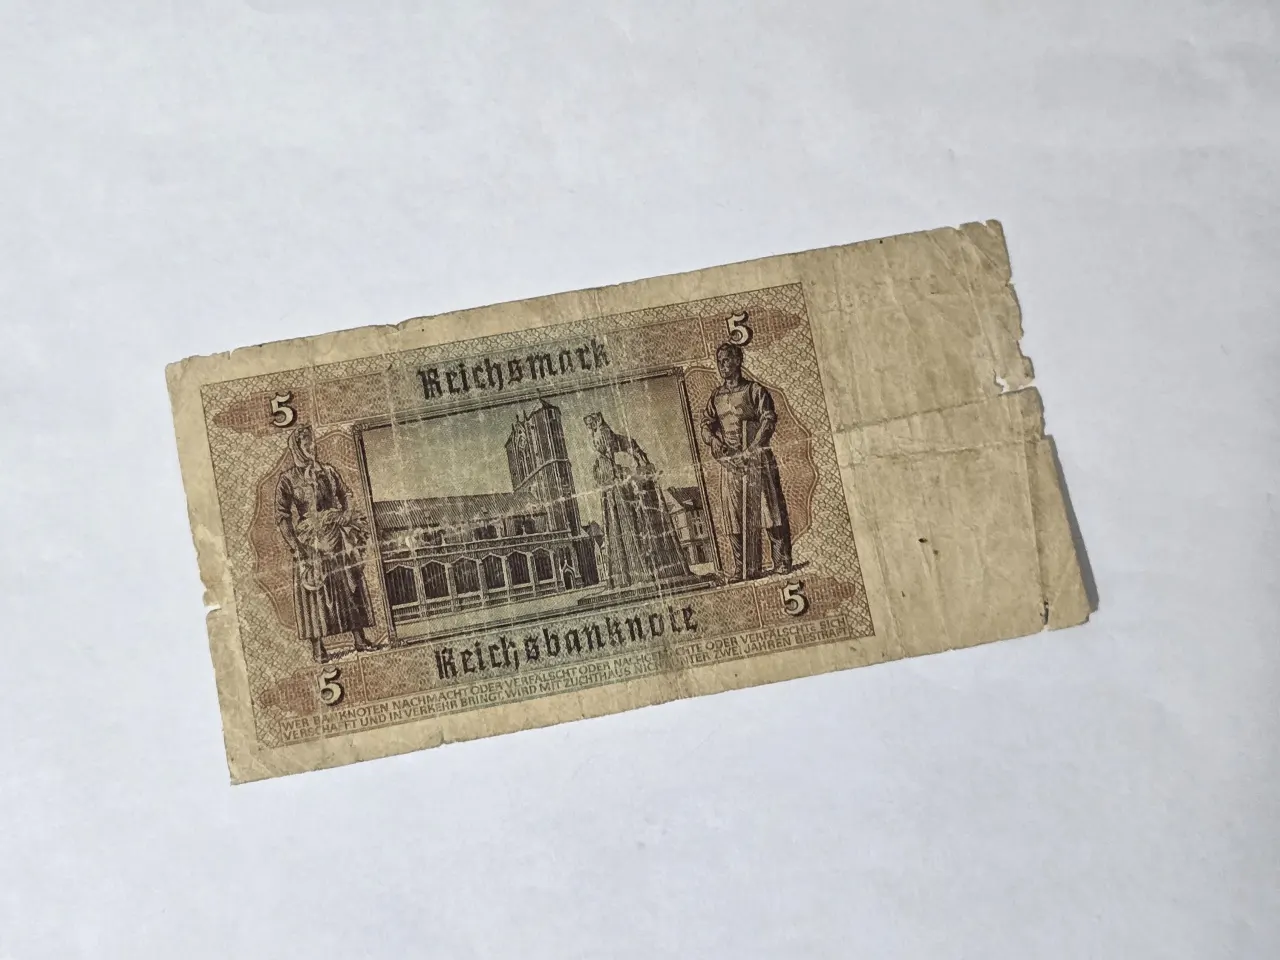 5
5
Reichsmark
Reichsbanknote
5
5
WER BANKNOTEN NACHMACHT ODER VERFÄLSCHT ODER NACHGEMACHTE ODER VERFÄLSCHTE SICH
VERSCHAFFT UND IN VERKEHR BRINGT, WIRD MIT ZUCHTHAUS NICHT UNTER ZWEI JAHREN BESTRAFT